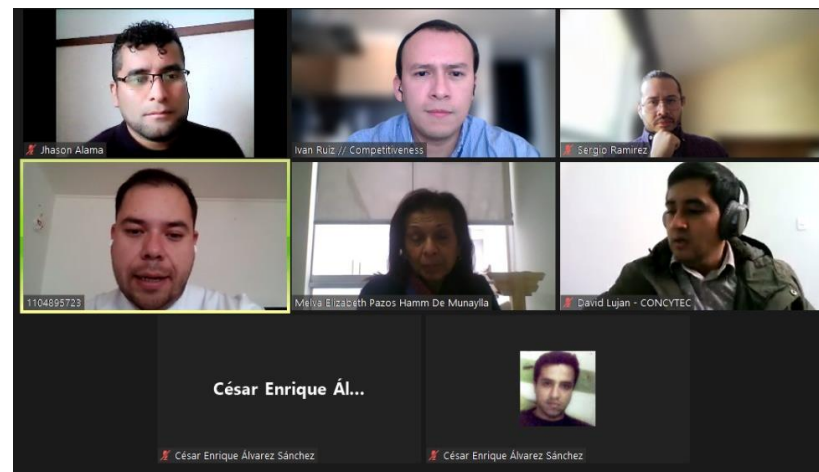 Jhason Alama
Ivan Ruiz // Competitiveness
Sergio Ramirez
1104895723
Melva Elizabeth Pazos Hamm De Munaylla
David Lujan - CONCYTEC
César Enrique Ál...
César Enrique Álvarez Sánchez
César Enrique Álvarez Sánchez